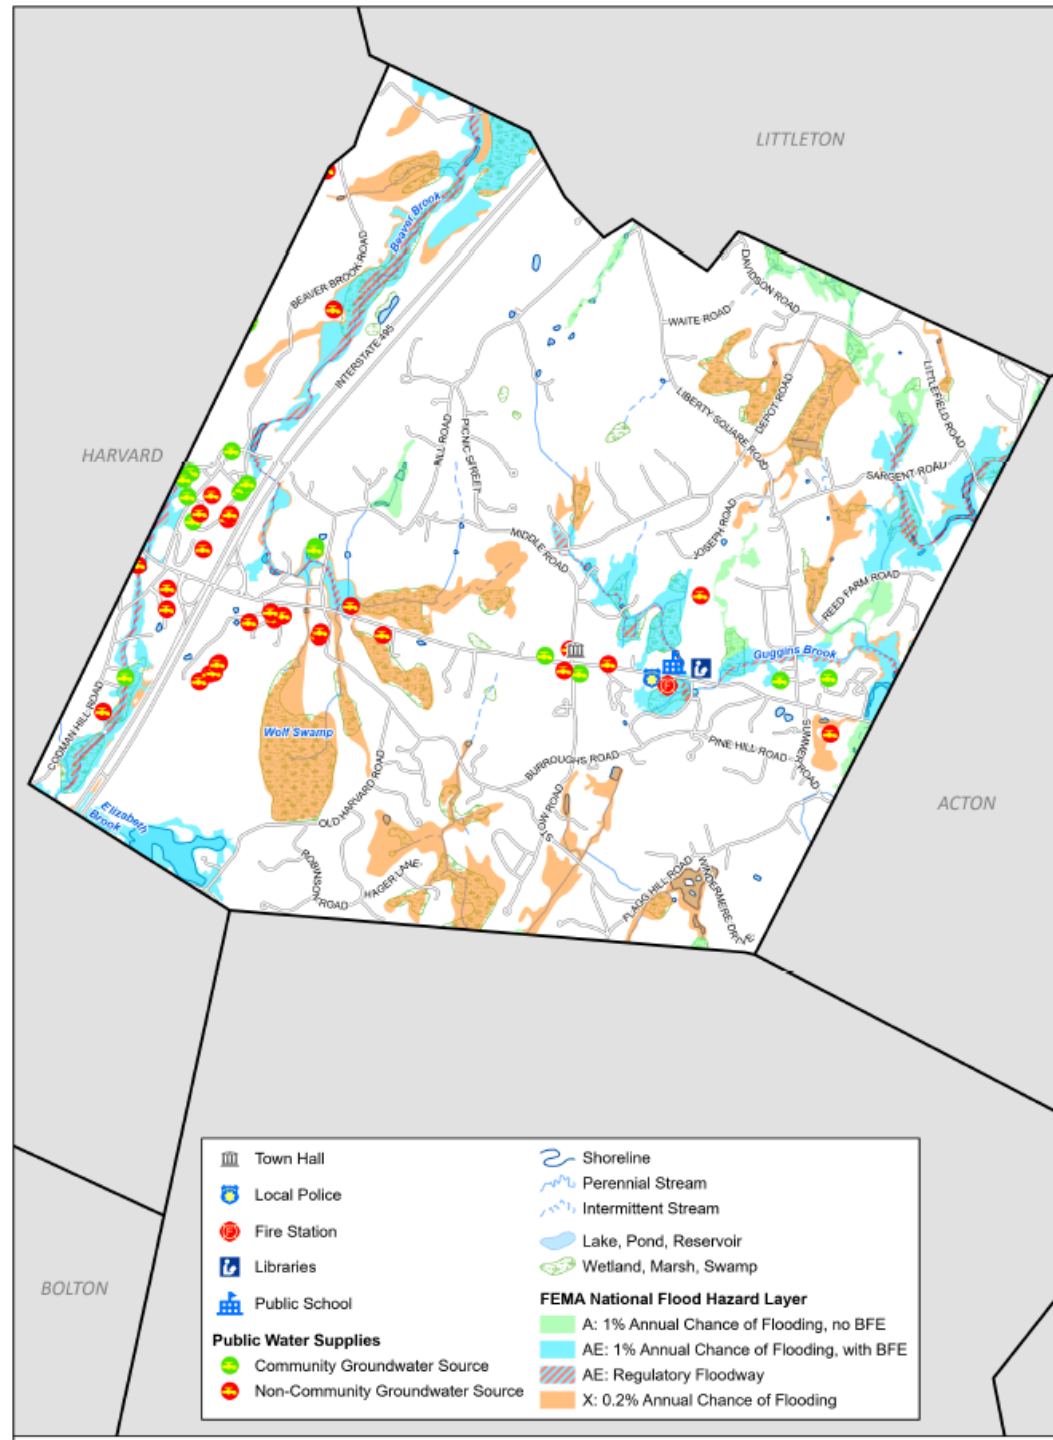 LITTLETON
Beaver Brook
BEAVER BROOK ROAD
DAVIDSON ROAD
WAITE ROAD
INTERSTATE 495
LITTLEFIELD ROAD
LIBERTY SQUARE ROAD
DEPOT ROAD
HILL ROAD
PICNIC STREET
HARVARD
SARGENT ROAD
JOSEPH ROAD
MIDDLE ROAD
REED FARM ROAD
Guggins Brook
CODMAN HILL ROAD
Wolf Swamp
PINE HILL ROAD
SUMMER ROAD
BURROUGHS ROAD
OLD HARVARD ROAD
STOW ROAD
ACTON
Elizabeth
Brook
ROBINSON ROAD
HAGER LANE
FLAGG HILL ROAD
WINDERMERE DRIVE
BOLTON
Town Hall
Local Police
F Fire Station
Libraries
Public School
Public Water Supplies
Community Groundwater Source
Non-Community Groundwater Source
Shoreline
Perennial Stream
Intermittent Stream
Lake, Pond, Reservoir
Wetland, Marsh, Swamp
FEMA National Flood Hazard Layer
A: 1% Annual Chance of Flooding, no BFE
AE: 1% Annual Chance of Flooding, with BFE
AE: Regulatory Floodway
X: 0.2% Annual Chance of Flooding